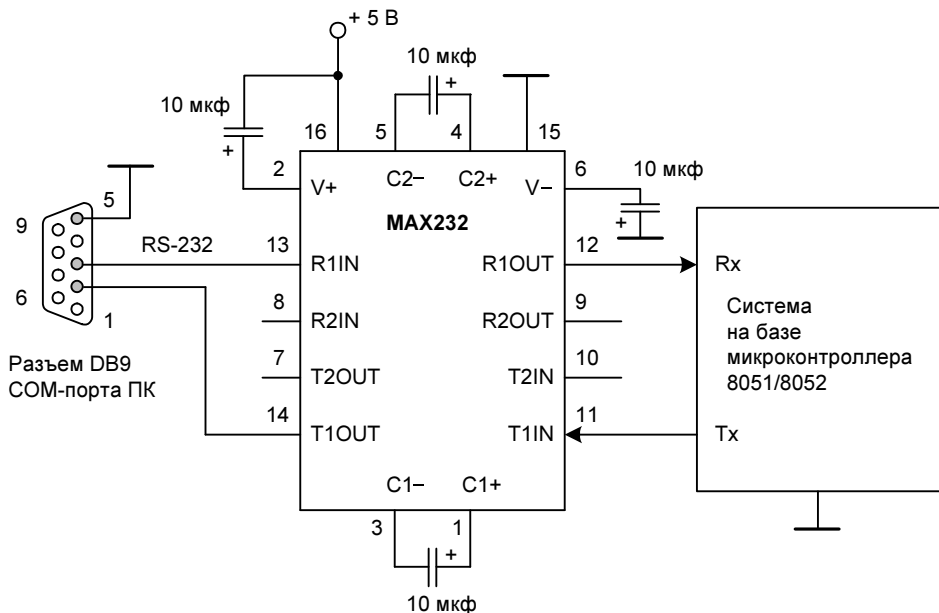 + 5 В
10 мкф
+
10 мкф
+
16
5
4
15
2
6
10 мкф
+
V+
C2–
C2+
V–
MAX232
9
5
6
1
RS-232
13
R1IN
R1OUT
12
Rx
8
R2IN
R2OUT
9
7
T2OUT
T2IN
10
14
T1OUT
T1IN
11
Tx
Система
на базе
микроконтроллера
8051/8052
Разъем DB9
COM-порта ПК
C1–
C1+
3
1
+
10 мкф